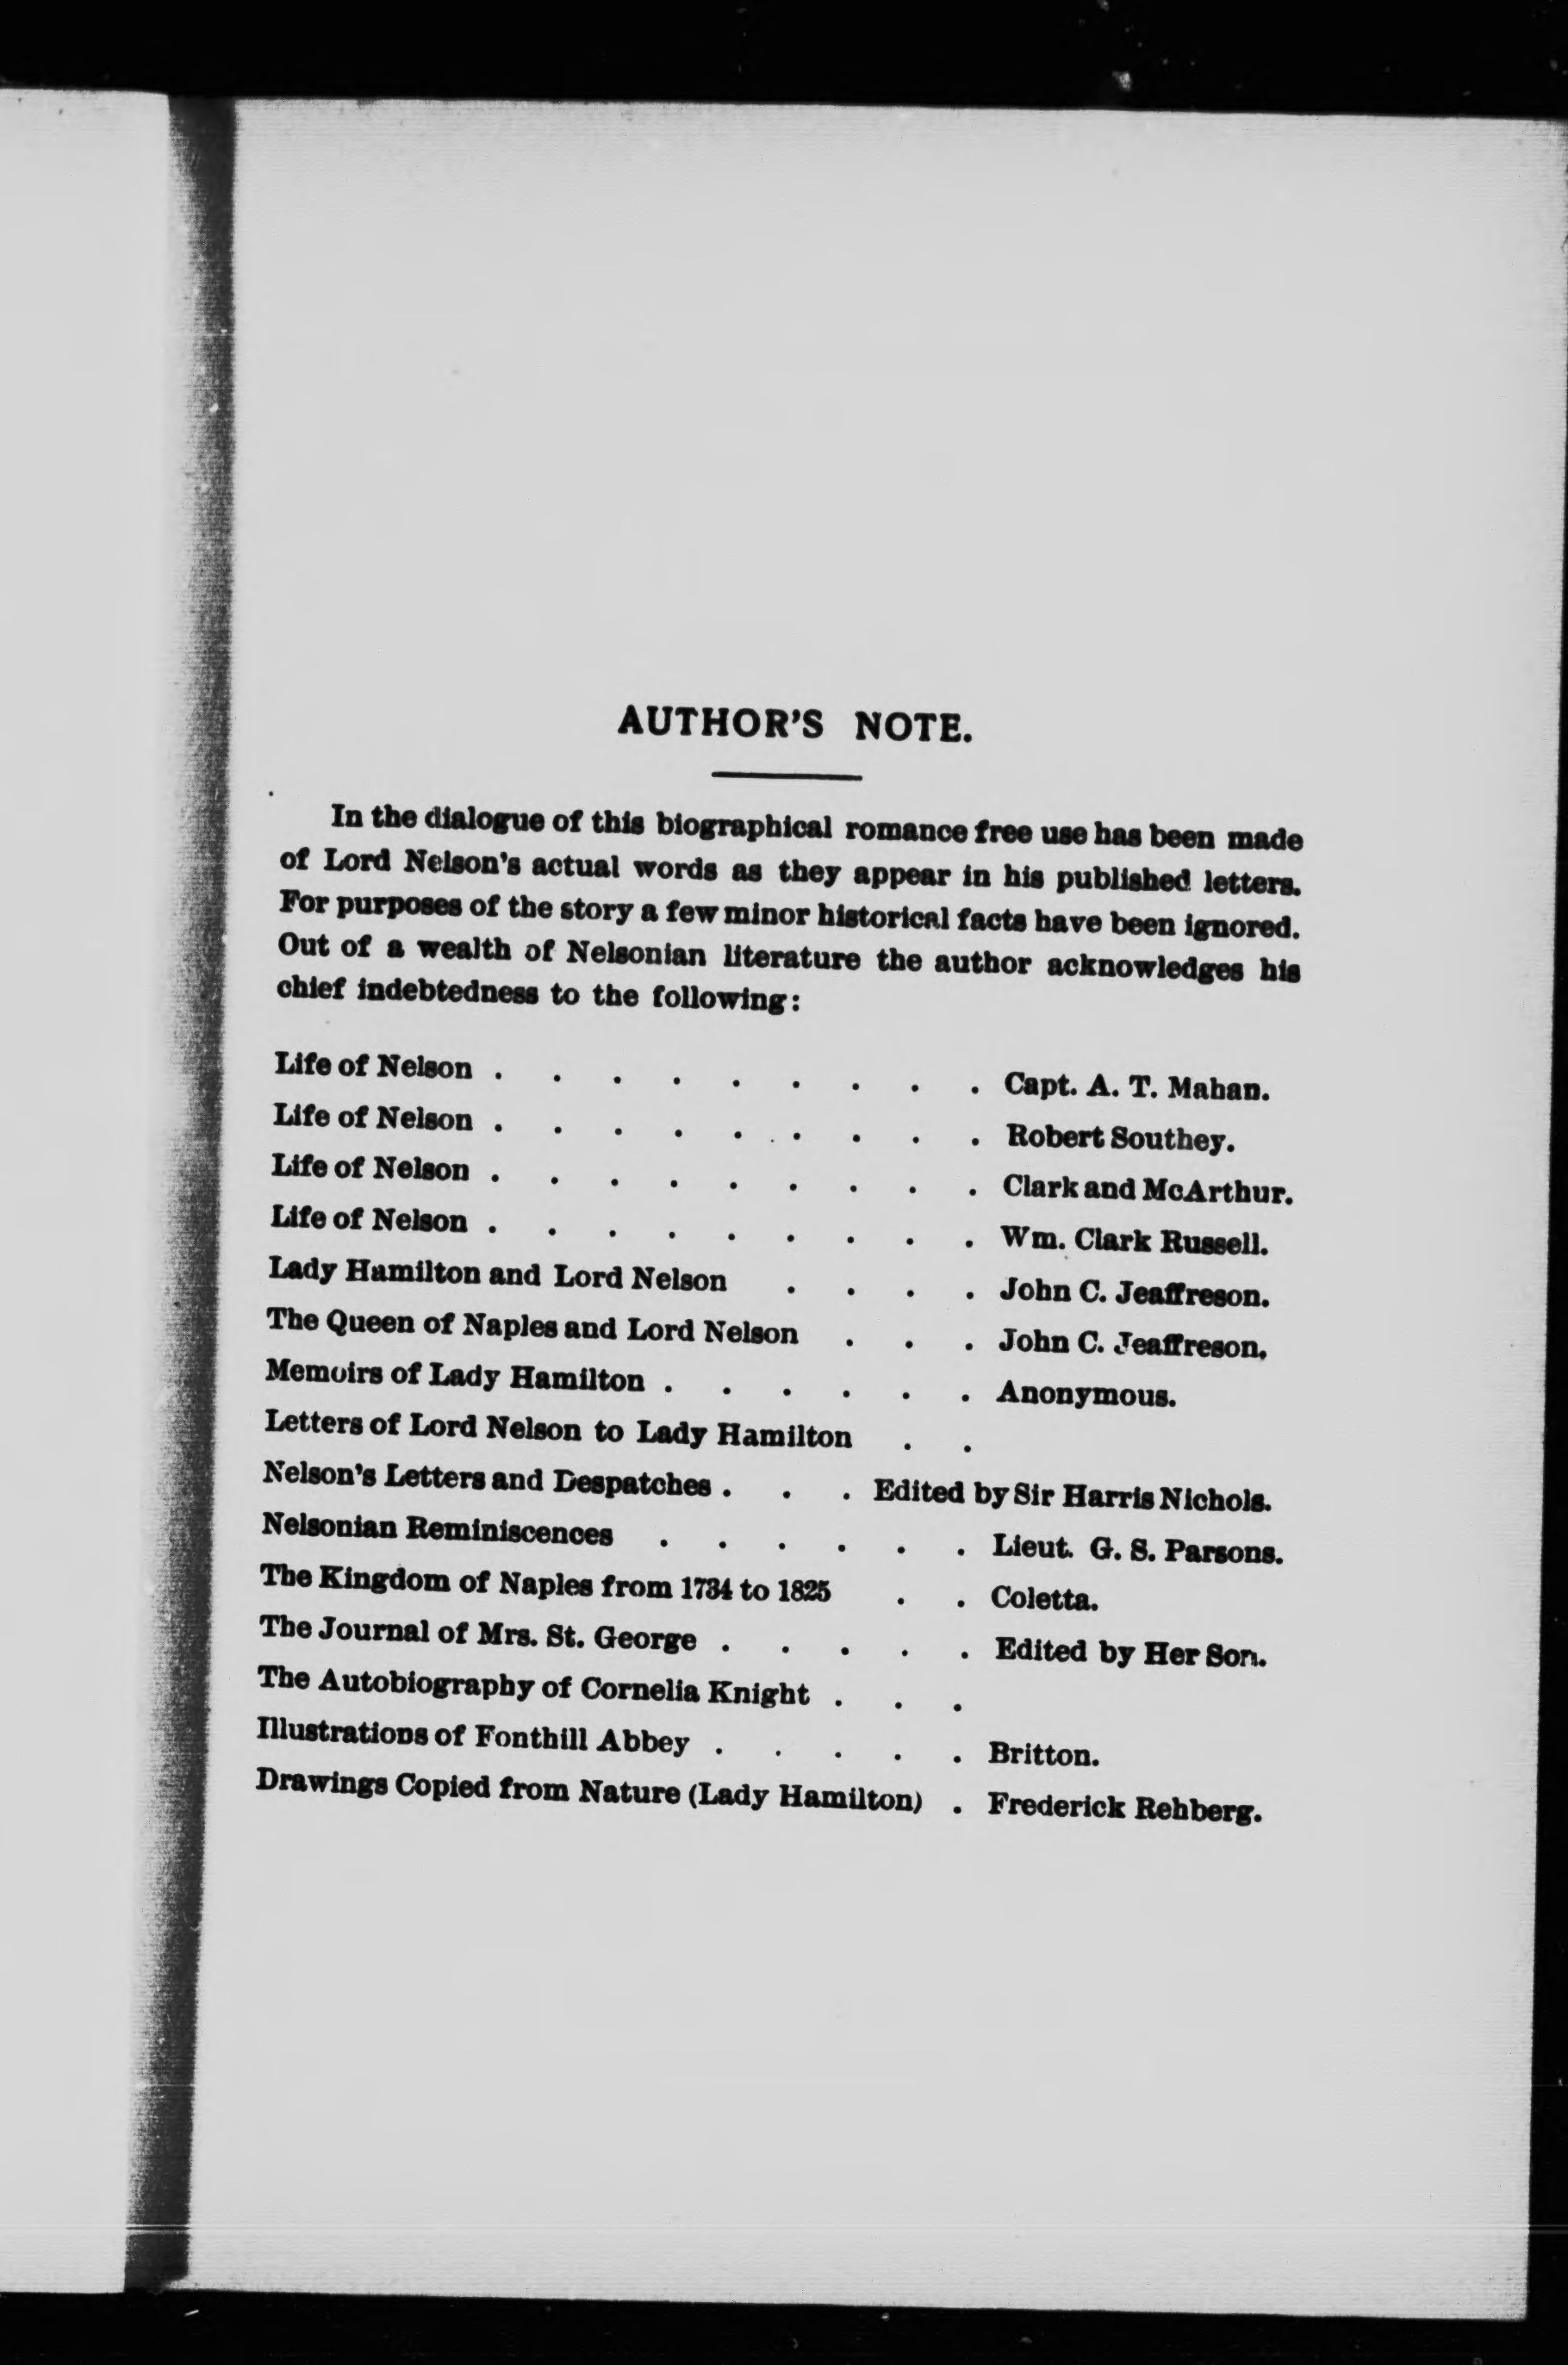 AUTHOR'S NOTE.
In the dialogue of this biographical romance free use has been made
of Lord Nelson's actual words as they appear in his published letters.
For purposes of the story a few minor historical facts have been ignored.
Out of a wealth of Nelsonian literature the author acknowledges his
chief indebtedness to the following:
Life of Nelson . . . . . . . . . Capt. A. T. Mahan.
Life of Nelson . . . . . . . . . Robert Southey.
Life of Nelson . . . . . . . . . Clark and McArthur.
Life of Nelson . . . . . . . . . Wm. Clark Russell.
Lady Hamilton and Lord Nelson . . . . John C. Jeaffreson.
The Queen of Naples and Lord Nelson . . . John C. Jeaffreson.
Memoirs of Lady Hamilton . . . . . . Anonymous.
Letters of Lord Nelson to Lady Hamilton . .
Nelson's Letters and Despatches . . . Edited by Sir Harris Nichols.
Nelsonian Reminiscences . . . . . . Lieut. G. S. Parsons.
The Kingdom of Naples from 1734 to 1825 . . Coletta.
The Journal of Mrs. St. George . . . . . Edited by Her Son.
The Autobiography of Cornelia Knight . . .
Illustrations of Fonthill Abbey . . . . . Britton.
Drawings Copied from Nature (Lady Hamilton) . Frederick Rehberg.